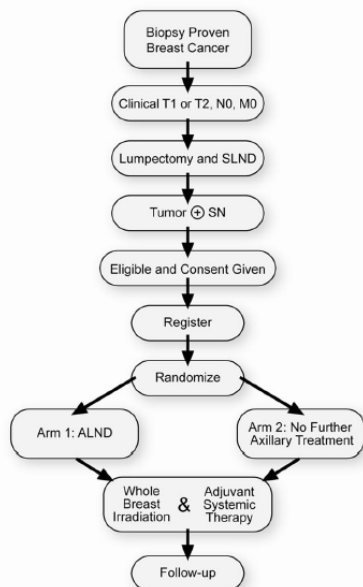 Biopsy Proven
Breast Cancer
Clinical T1 or T2, N0, M0
Lumpectomy and SLND
Tumor ⊕ SN
Eligible and Consent Given
Register
Randomize
Arm 1: ALND
Arm 2: No Further
Axillary Treatment
Whole
Breast
Irradiation
&
Adjuvant
Systemic
Therapy
Follow-up